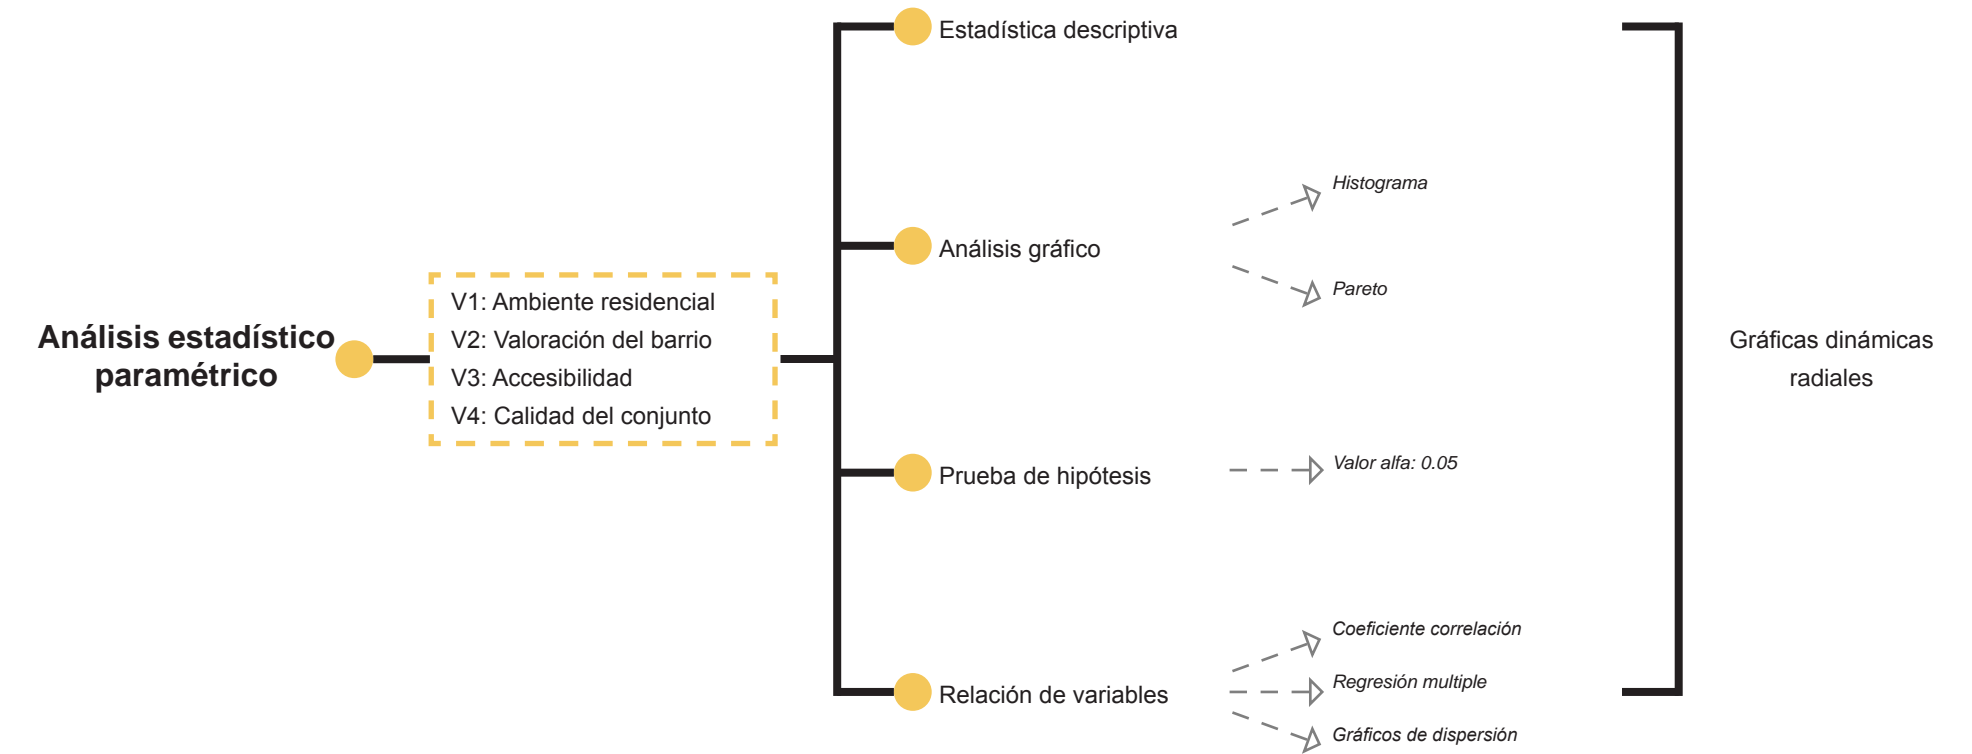 Análisis estadístico
paramétrico
V1: Ambiente residencial
V2: Valoración del barrio
V3: Accesibilidad
V4: Calidad del conjunto
Estadística descriptiva
Análisis gráfico
Histograma
Pareto
Prueba de hipótesis
Valor alfa: 0.05
Relación de variables
Coeficiente correlación
Regresión multiple
Gráficos de dispersión
Gráficas dinámicas
radiales